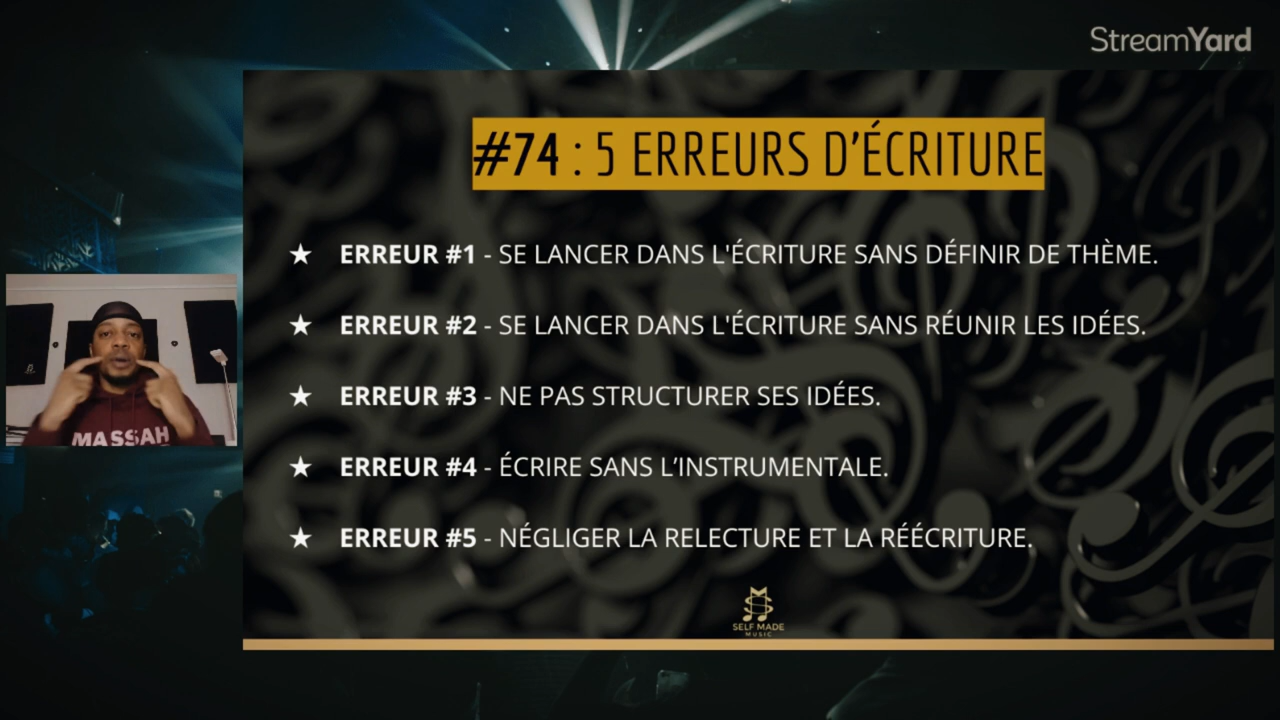 StreamYard
#74 : 5 ERREURS D'ÉCRITURE
★ ERREUR #1 - SE LANCER DANS L'ÉCRITURE SANS DÉFINIR DE THÈME.
★ ERREUR #2 - SE LANCER DANS L'ÉCRITURE SANS RÉUNIR LES IDÉES.
★ ERREUR #3 - NE PAS STRUCTURER SES IDÉES.
★ ERREUR #4 - ÉCRIRE SANS L'INSTRUMENTALE.
★ ERREUR #5 - NÉGLIGER LA RELECTURE ET LA RÉÉCRITURE.
MASSAH
SELF MADE
MUSIC